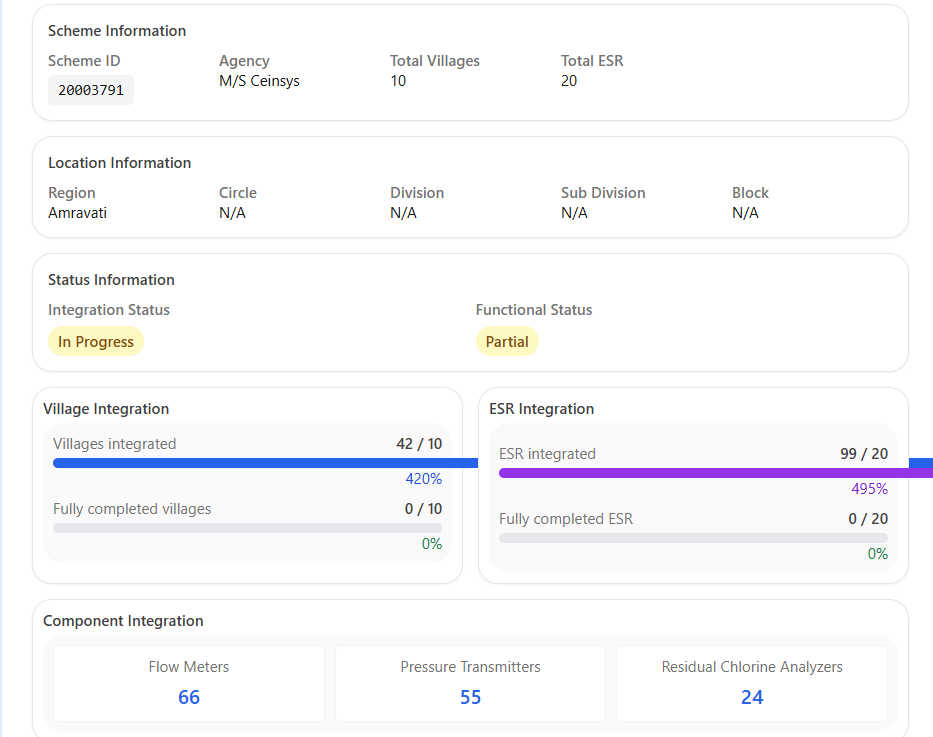 Scheme Information
Scheme ID Agency Total Villages Total ESR
20003791 M/S Ceinsys 10 20
Location Information
Region Circle Division Sub Division Block
Amravati N/A N/A N/A N/A
Status Information
Integration Status Functional Status
In Progress Partial
Village Integration
Villages integrated 42 / 10
420%
Fully completed villages 0 / 10
0%
ESR Integration
ESR integrated 99 / 20
495%
Fully completed ESR 0 / 20
0%
Component Integration
Flow Meters Pressure Transmitters Residual Chlorine Analyzers
66 55 24